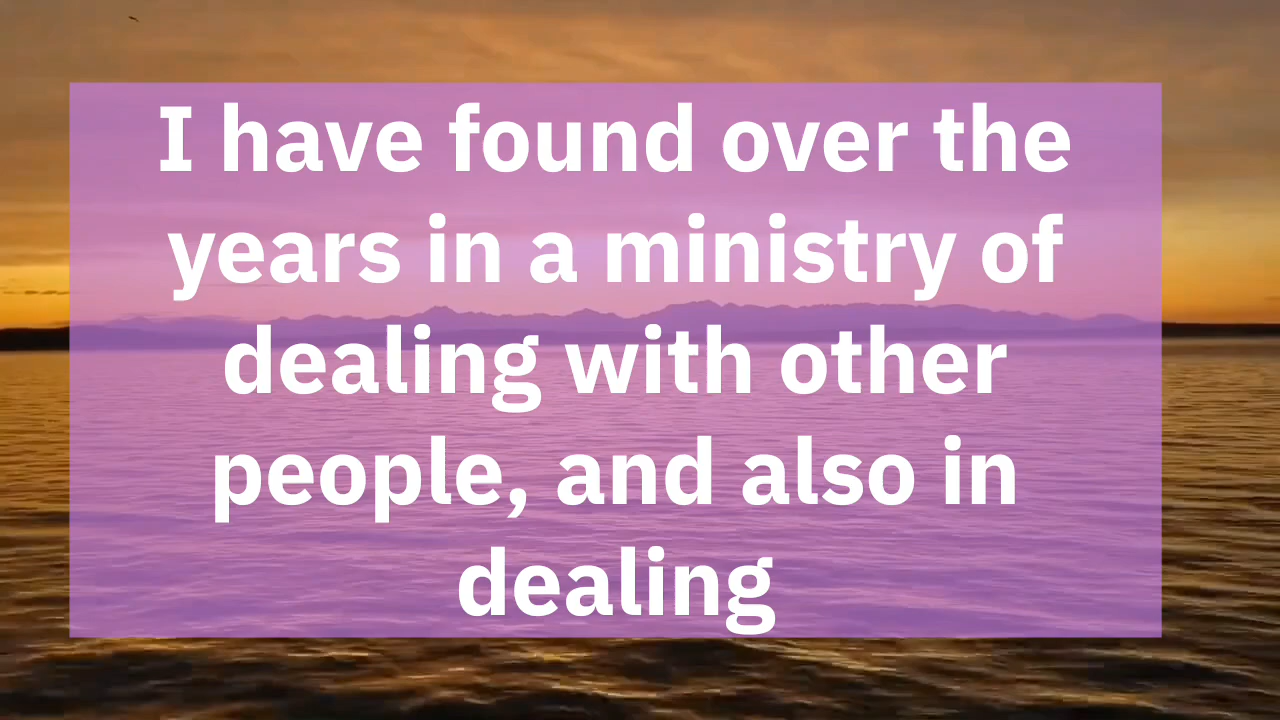 I have found over the
years in a ministry of
dealing with other
people, and also in
dealing